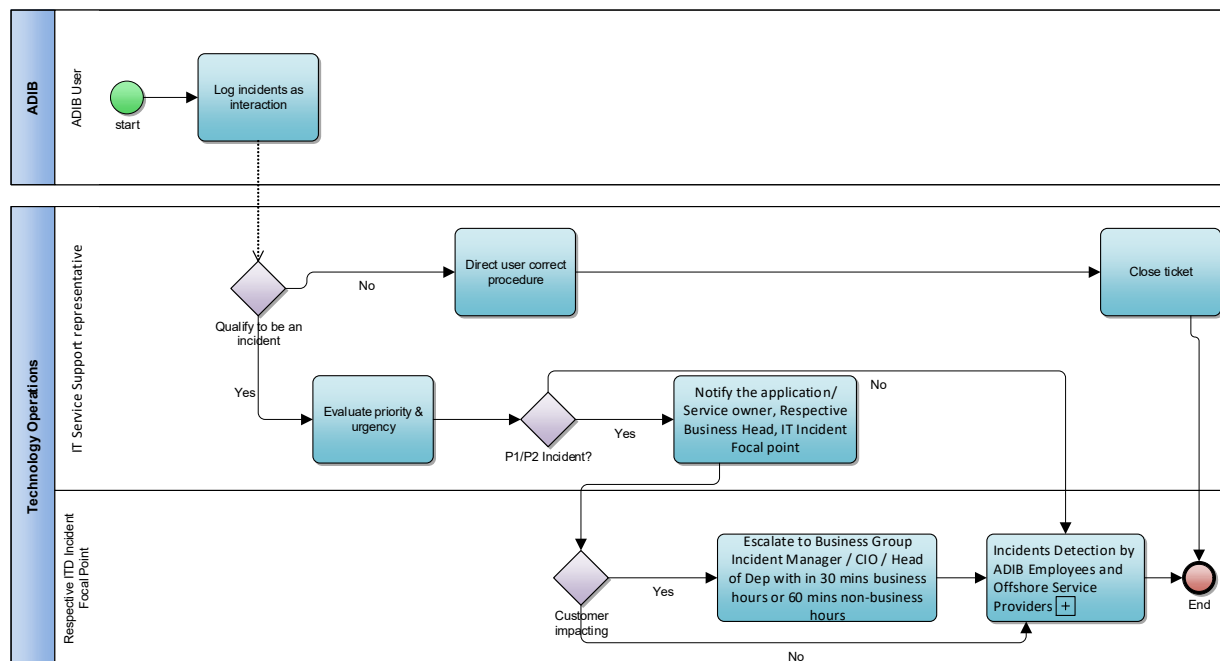 ADIB
ADIB User
start
Log incidents as
interaction
Technology Operations
IT Service Support representative
Qualify to be an
incident
No
Direct user correct
procedure
Close ticket
Yes
Evaluate priority &
urgency
P1/P2 Incident?
Yes
No
Notify the application/
Service owner, Respective
Business Head, IT Incident
Focal point
Respective ITD Incident
Focal Point
Customer
impacting
Yes
No
Escalate to Business Group
Incident Manager / CIO / Head
of Dep with in 30 mins business
hours or 60 mins non-business
hours
Incidents Detection by
ADIB Employees and
Offshore Service
Providers
End